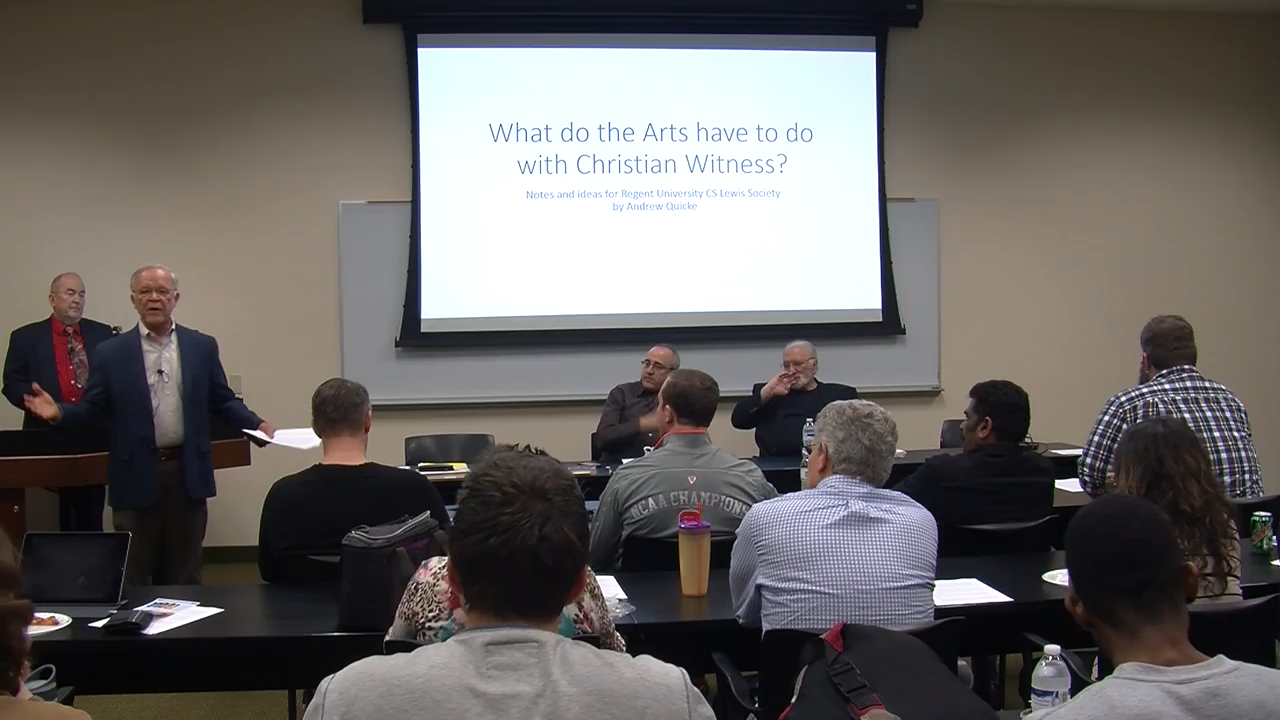 What do the Arts have to do
with Christian Witness?
Notes and ideas for Regent University CS Lewis Society
by Andrew Quicke
NCAA CHAMPIONS